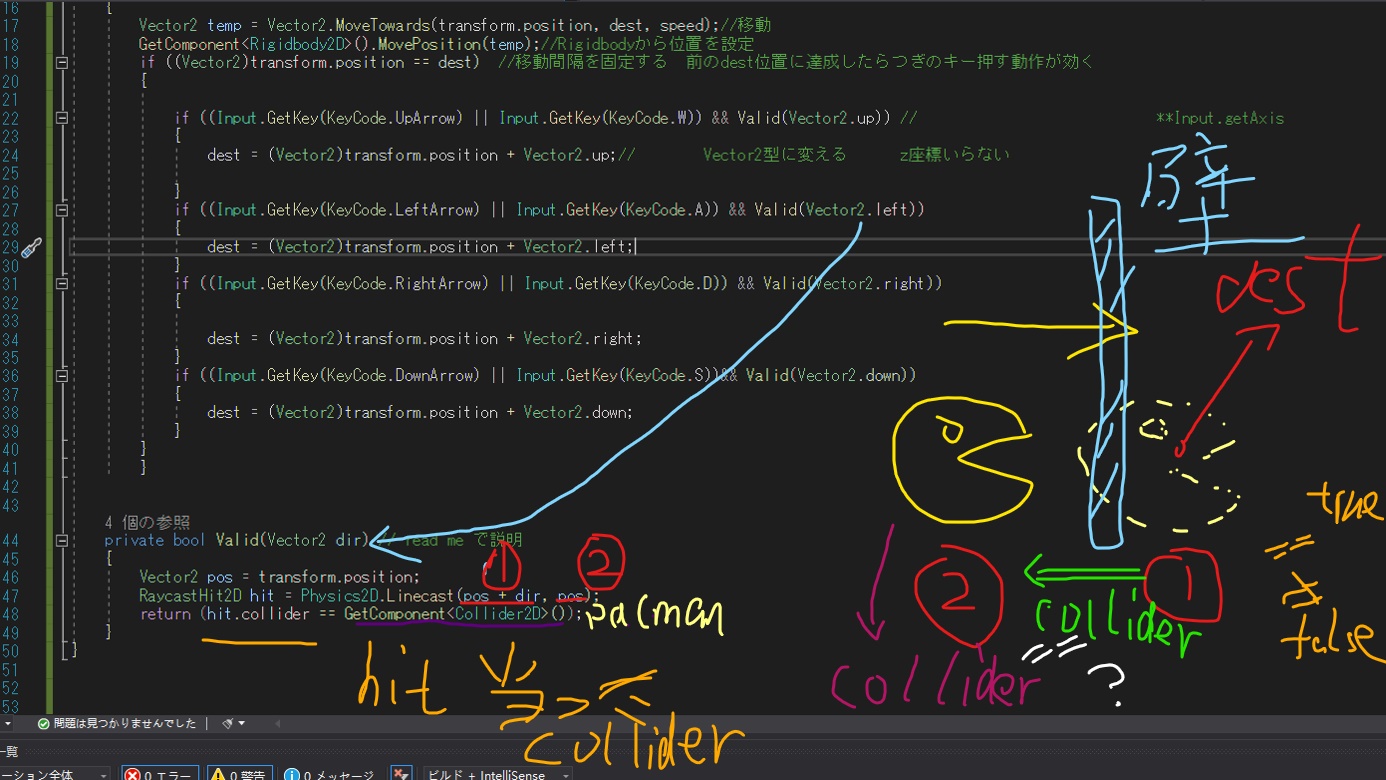 16 {
17 Vector2 temp = Vector2.MoveTowards(transform.position, dest, speed);//移動
18 GetComponent<Rigidbody2D>().MovePosition(temp);//Rigidbodyから位置を設定
19 if ((Vector2)transform.position == dest) //移動間隔を固定する 前のdest位置に達成したらつぎのキー押す動作が効く
20 {
21
22 if ((Input.GetKey(KeyCode.UpArrow) || Input.GetKey(KeyCode.W)) && Valid(Vector2.up)) // **Input.getAxis
23 {
24 dest = (Vector2)transform.position + Vector2.up;// Vector2型に変える z座標いらない
25
26 }
27 if ((Input.GetKey(KeyCode.LeftArrow) || Input.GetKey(KeyCode.A)) && Valid(Vector2.left))
28 {
29 dest = (Vector2)transform.position + Vector2.left;
30 }
31 if ((Input.GetKey(KeyCode.RightArrow) || Input.GetKey(KeyCode.D)) && Valid(Vector2.right))
32 {
33
34 dest = (Vector2)transform.position + Vector2.right;
35 }
36 if ((Input.GetKey(KeyCode.DownArrow) || Input.GetKey(KeyCode.S)) && Valid(Vector2.down))
37 {
38 dest = (Vector2)transform.position + Vector2.down;
39 }
40 }
41 }
42
43
4 個の参照
44 private bool Valid(Vector2 dir) // read me で説明
45 {
46 Vector2 pos = transform.position;
47 RaycastHit2D hit = Physics2D.Linecast(pos + dir, pos);
48 return (hit.collider == GetComponent<Collider2D>());
49 }
50 }
51
52
53
壁
dest
① ②
pacman
② ①
collider
collider
?
true
false
hit
collider
問題は見つかりませんでした
一覧
ーション全体
0 エラー
0 警告
0 メッセージ
ビルド + IntelliSense